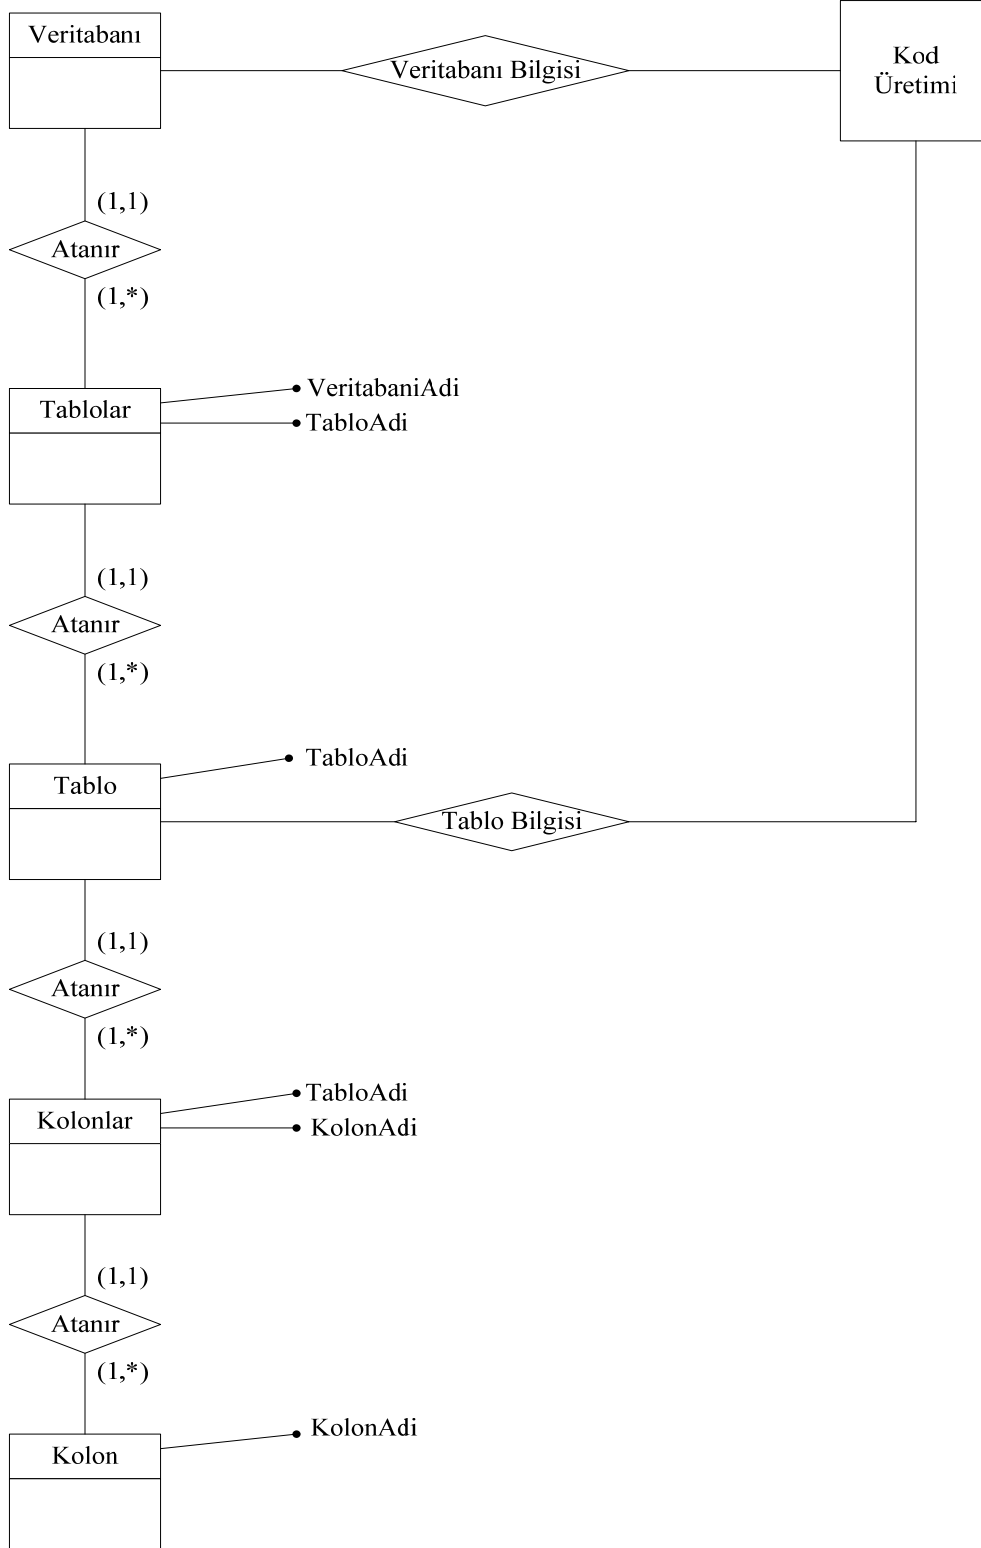 Veritabanı
Veritabanı Bilgisi
Kod
Üretimi
(1,1)
Atanır
(1,*)
Tablolar
VeritabaniAdi
TabloAdi
(1,1)
Atanır
(1,*)
Tablo
TabloAdi
Tablo Bilgisi
(1,1)
Atanır
(1,*)
Kolonlar
TabloAdi
KolonAdi
(1,1)
Atanır
(1,*)
Kolon
KolonAdi